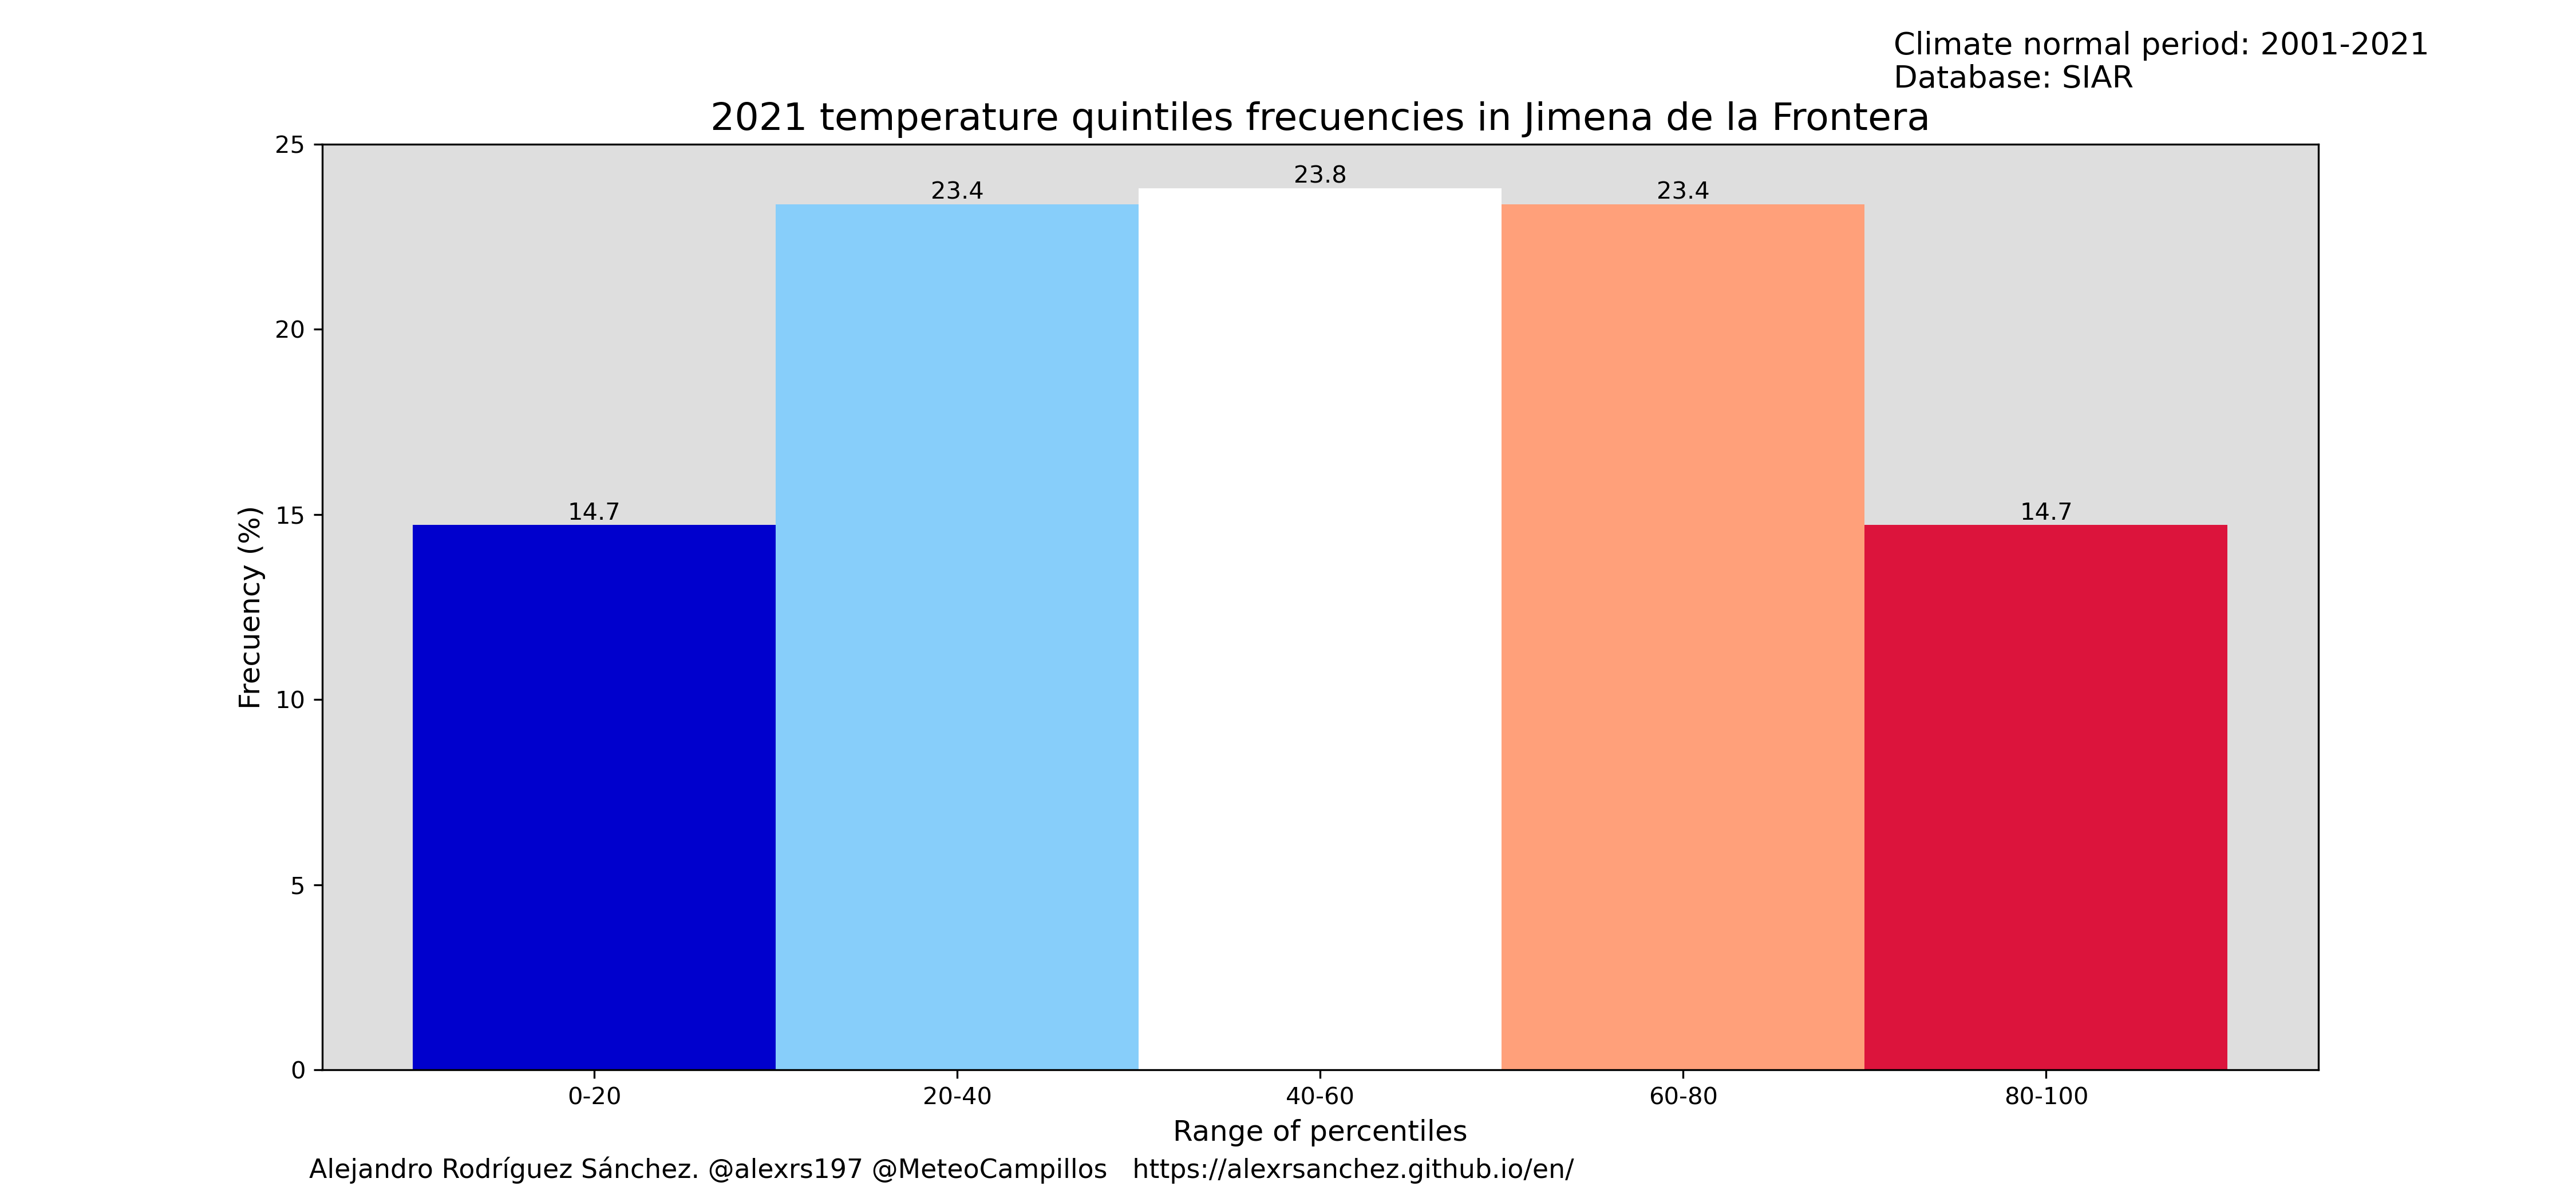 Climate normal period: 2001-2021
Database: SIAR
2021 temperature quintiles frecuencies in Jimena de la Frontera
25
20
15
10
5
0
Frecuency (%)
14.7
23.4
23.8
23.4
14.7
0-20
20-40
40-60
60-80
80-100
Range of percentiles
Alejandro Rodríguez Sánchez. @alexrs197 @MeteoCampillos https://alexrsanchez.github.io/en/